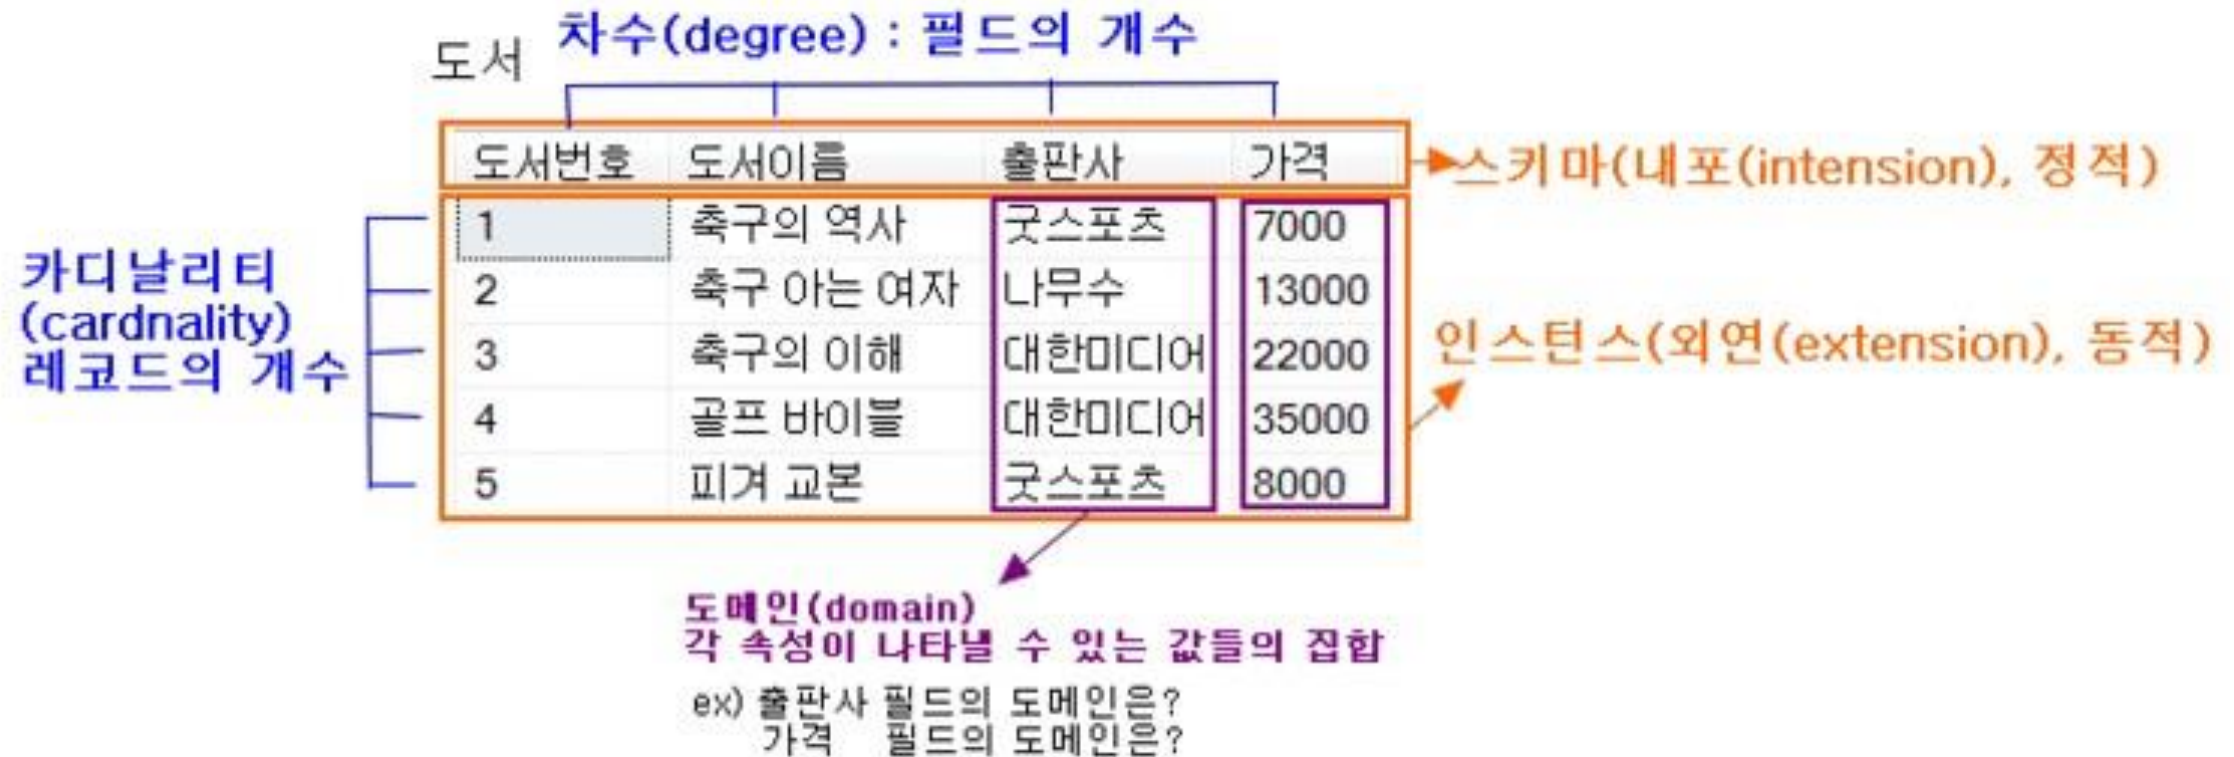 차수(degree) : 필드의 개수
도서
도서번호 도서이름 출판사 가격
스키마(내포(intension), 정적)
1 축구의 역사 굿스포츠 7000
2 축구 아는 여자 나무수 13000
3 축구의 이해 대한미디어 22000
4 골프 바이블 대한미디어 35000
5 피겨 교본 굿스포츠 8000
카디날리티
(cardnality)
레코드의 개수
인스턴스(외연(extension), 동적)
도메인(domain)
각 속성이 나타낼 수 있는 값들의 집합
ex) 출판사 필드의 도메인은?
가격 필드의 도메인은?